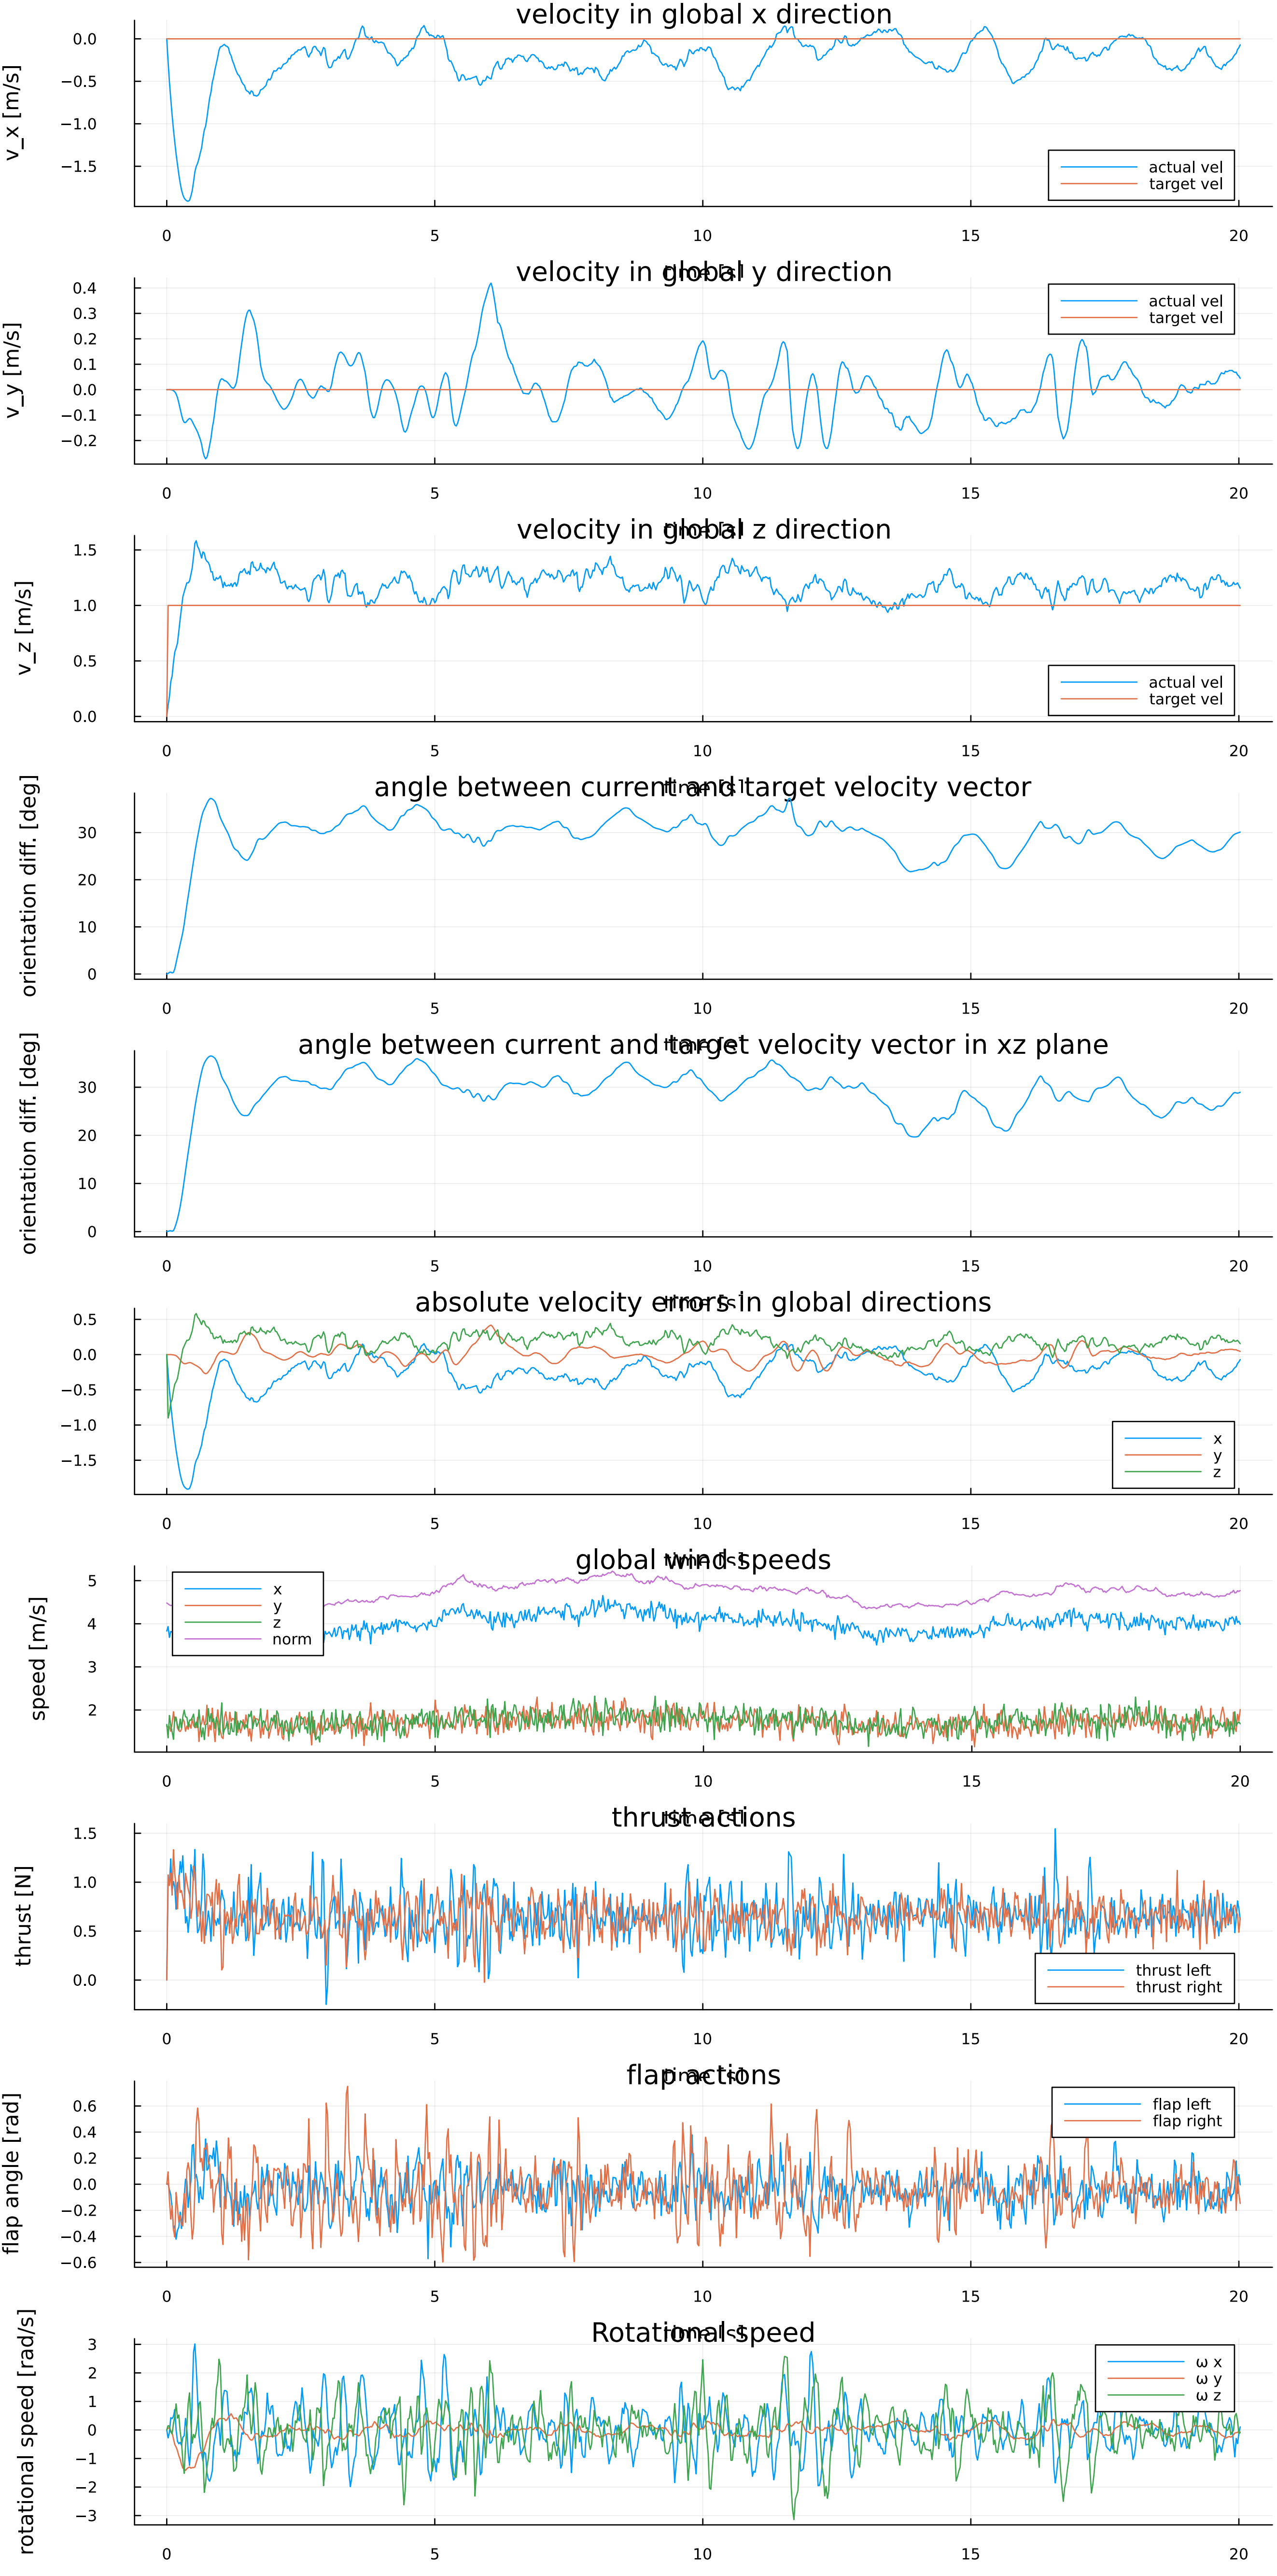 velocity in global x direction
v_x [m/s]
0.0
−0.5
−1.0
−1.5
actual vel
target vel
0 5 10 15 20
time [s]
velocity in global y direction
v_y [m/s]
0.4
0.3
0.2
0.1
0.0
−0.1
−0.2
actual vel
target vel
0 5 10 15 20
time [s]
velocity in global z direction
v_z [m/s]
1.5
1.0
0.5
0.0
actual vel
target vel
0 5 10 15 20
time [s]
angle between current and target velocity vector
orientation diff. [deg]
30
20
10
0
0 5 10 15 20
time [s]
angle between current and target velocity vector in xz plane
orientation diff. [deg]
30
20
10
0
0 5 10 15 20
time [s]
absolute velocity errors in global directions
0.5
0.0
−0.5
−1.0
−1.5
x
y
z
0 5 10 15 20
time [s]
global wind speeds
speed [m/s]
5
4
3
2
x
y
z
norm
0 5 10 15 20
time [s]
thrust actions
thrust [N]
1.5
1.0
0.5
0.0
thrust left
thrust right
0 5 10 15 20
time [s]
flap actions
flap angle [rad]
0.6
0.4
0.2
0.0
−0.2
−0.4
−0.6
flap left
flap right
0 5 10 15 20
time [s]
Rotational speed
rotational speed [rad/s]
3
2
1
0
−1
−2
−3
ω x
ω y
ω z
0 5 10 15 20